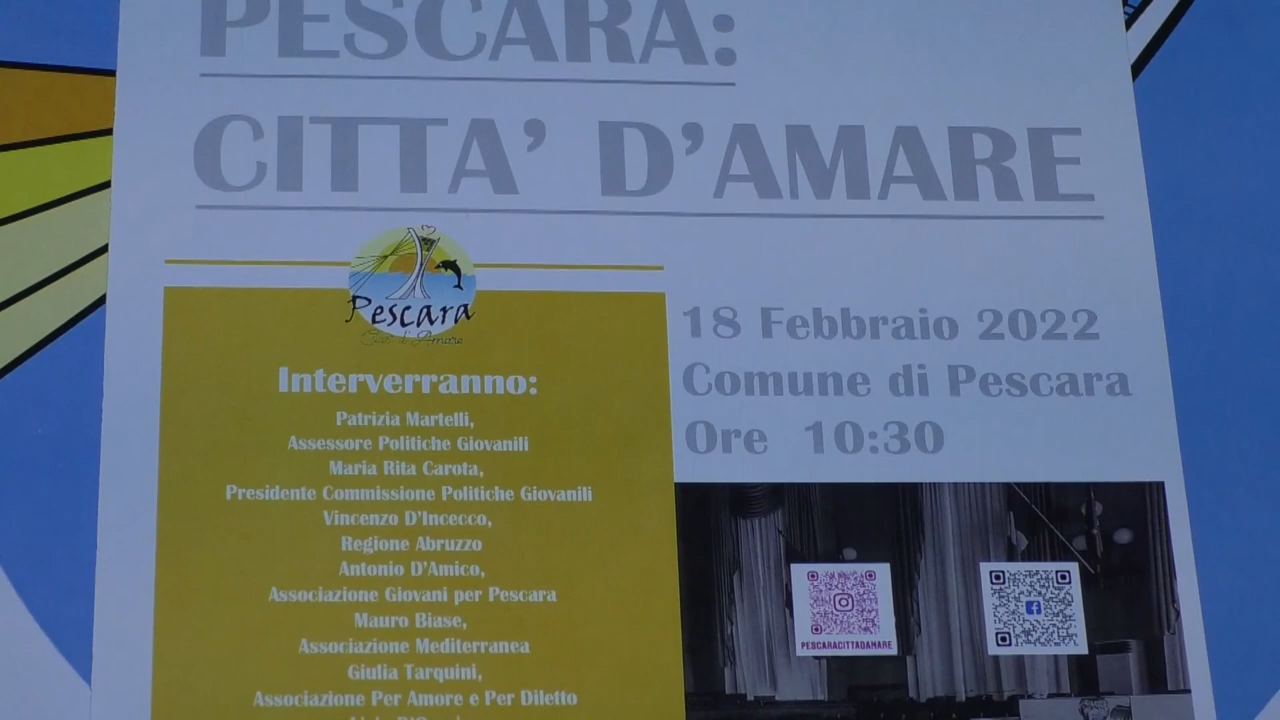 PESCARA:
CITTA' D'AMARE
Pescara
18 Febbraio 2022
Comune di Pescara
Ore 10:30
Interverranno:
Patrizia Martelli,
Assessore Politiche Giovanili
Maria Rita Carota,
Presidente Commissione Politiche Giovanili
Vincenzo D'Incecco,
Regione Abruzzo
Antonio D'Amico,
Associazione Giovani per Pescara
Mauro Biase,
Associazione Mediterranea
Giulia Tarquini,
Associazione Per Amore e Per Diletto
PESCARACITTADAMARE